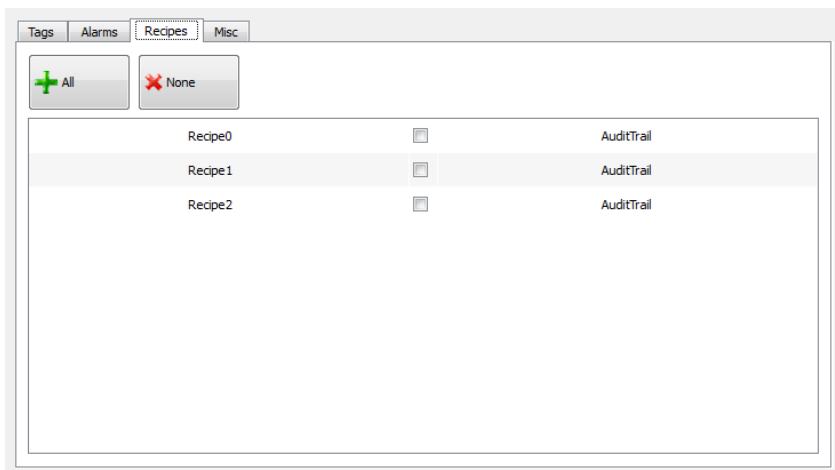 Tags Alarms Recipes Misc
All None
Recipe0 AuditTrail
Recipe1 AuditTrail
Recipe2 AuditTrail